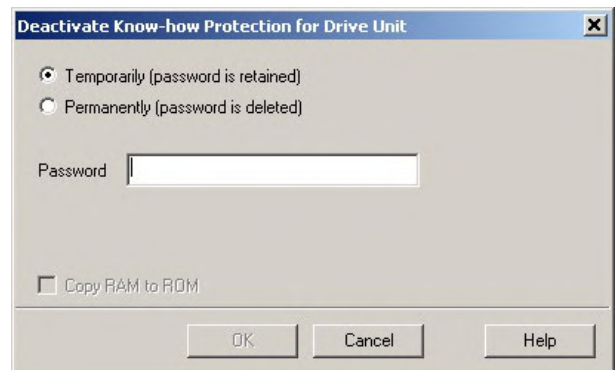 Deactivate Know-how Protection for Drive Unit
Temporarily (password is retained)
Permanently (password is deleted)
Password
Copy RAM to ROM
OK Cancel Help